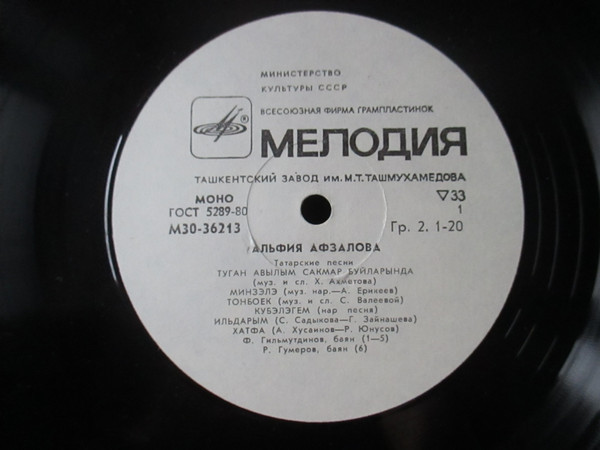 МИНИСТЕРСТВО
КУЛЬТУРЫ СССР
ВСЕСОЮЗНАЯ ФИРМА ГРАМПЛАСТИНОК
® МЕЛОДИЯ
ТАШКЕНТСКИЙ ЗАВОД ИМ. М.Т. ТАШМУХАМЕДОВА
МОНО ▽33
ГОСТ 5289-80 1
М30-36213 Гр. 2. 1-20
АЛЬФИЯ АФЗАЛОВА
Татарские песни
ТУГАН АВЫЛЫМ САКМАР БУЙЛАРЫНДА
(муз. и сл. Х. Ахметова)
МИНЗЭЛЭ (муз. нар.—А. Ерикеев)
ТОНБОЕК (муз. и сл. С. Валеевой)
КУБЭЛЭГЕМ (нар песня)
ИЛЬДАРЫМ (С. Садыкова—Г. Зайнашева)
ХАТФА (А. Хусаинов—Р. Юнусов)
Ф. Гильмутдинов, баян (1—5)
Р. Гумеров, баян (6)